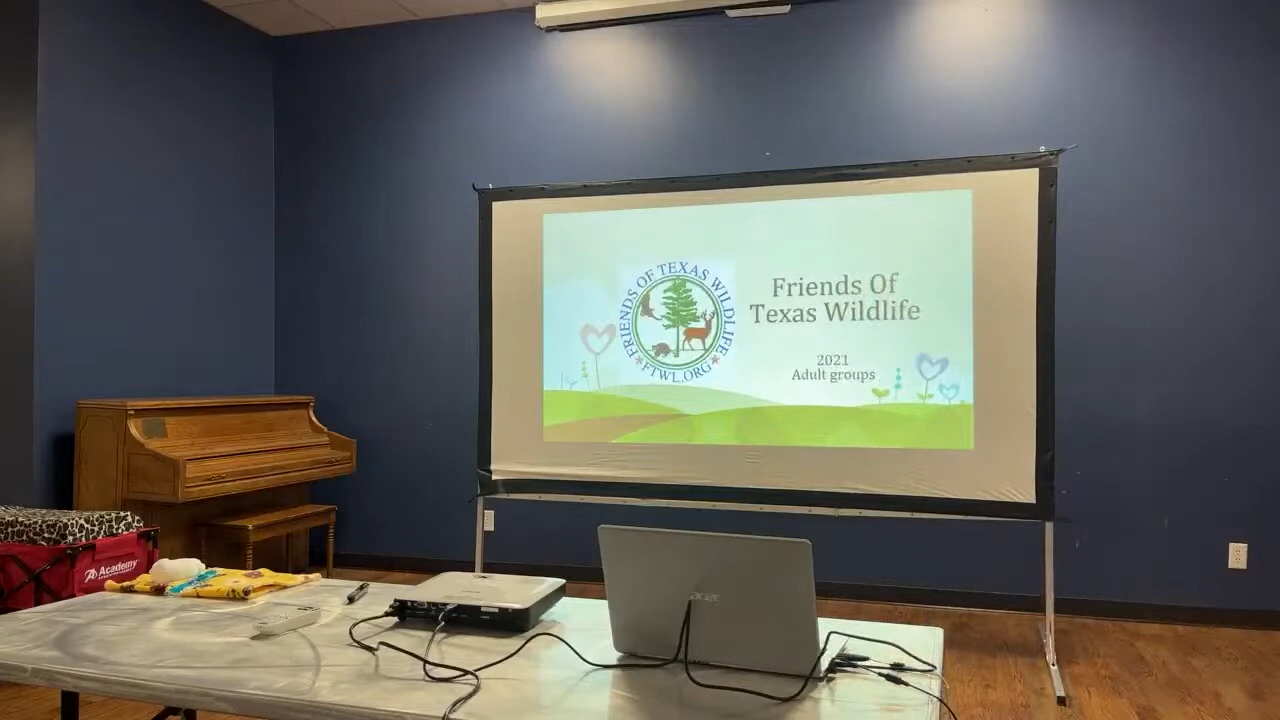 FRIENDS OF TEXAS WILDLIFE
FTWL.ORG
Friends Of
Texas Wildlife
2021
Adult groups
Academy
acer